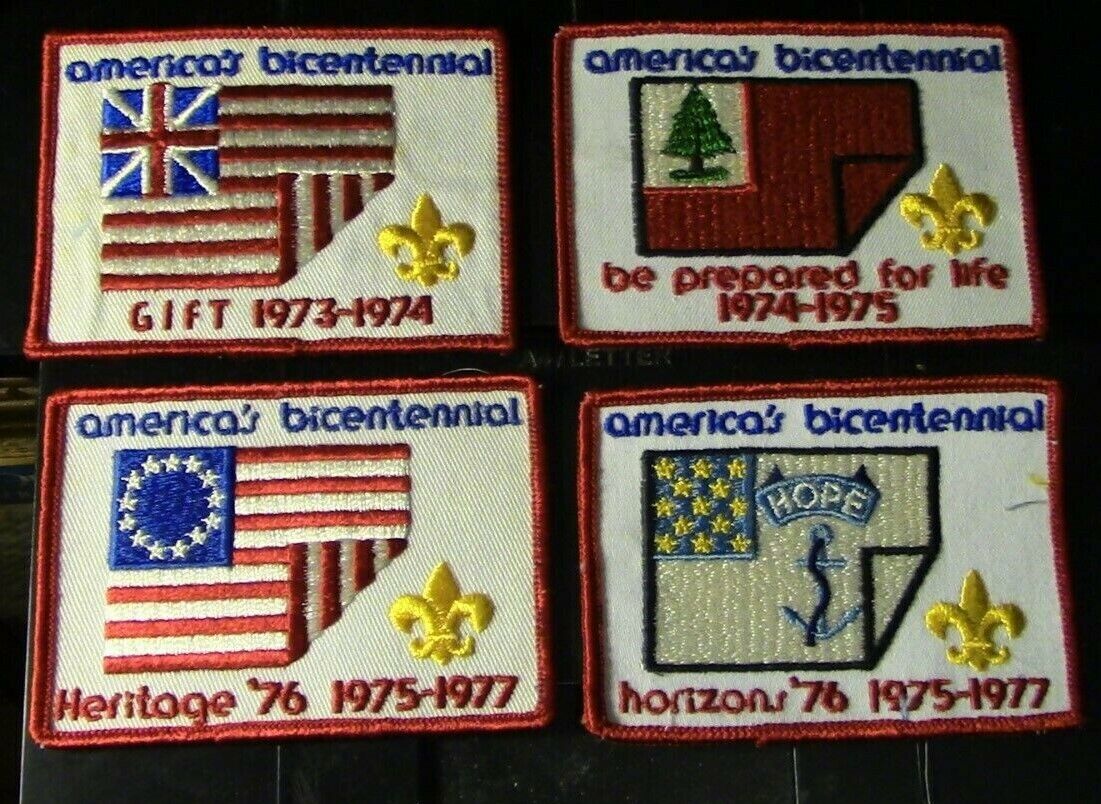 america's bicentennial
GIFT 1973-1974
america's bicentennial
be prepared for life
1974-1975
america's bicentennial
Heritage '76 1975-1977
america's bicentennial
HOPE
horizons '76 1975-1977